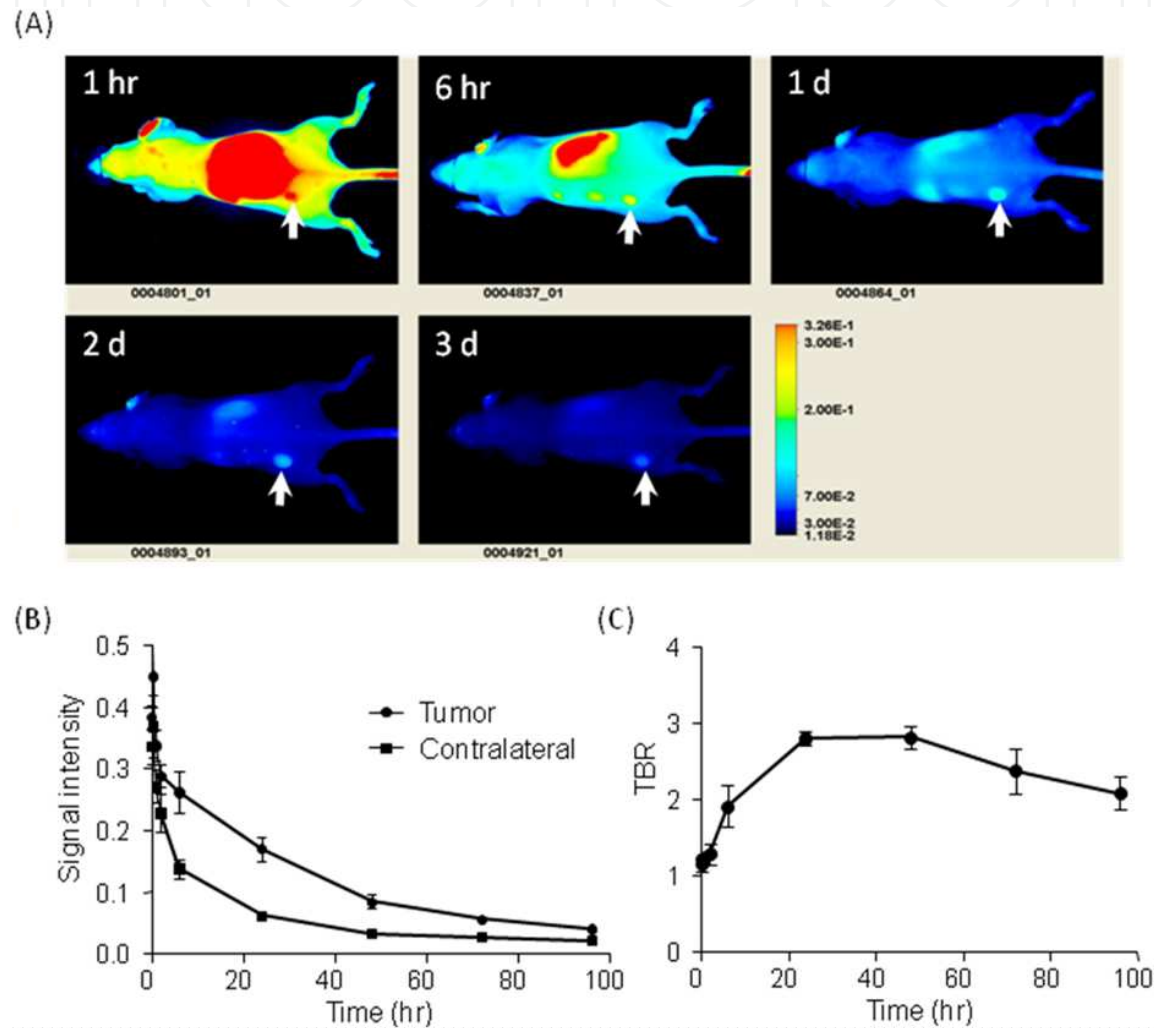 (A)
1 hr
6 hr
1 d
0004801_01
0004837_01
0004864_01
2 d
3 d
3.26E-1
3.00E-1
2.00E-1
7.00E-2
3.00E-2
1.18E-2
0004893_01
0004921_01
(B)
0.5
0.4
0.3
0.2
0.1
0.0
Signal intensity
Tumor
Contralateral
0 20 40 60 80 100
Time (hr)
(C)
4
3
2
1
0
TBR
0 20 40 60 80 100
Time (hr)